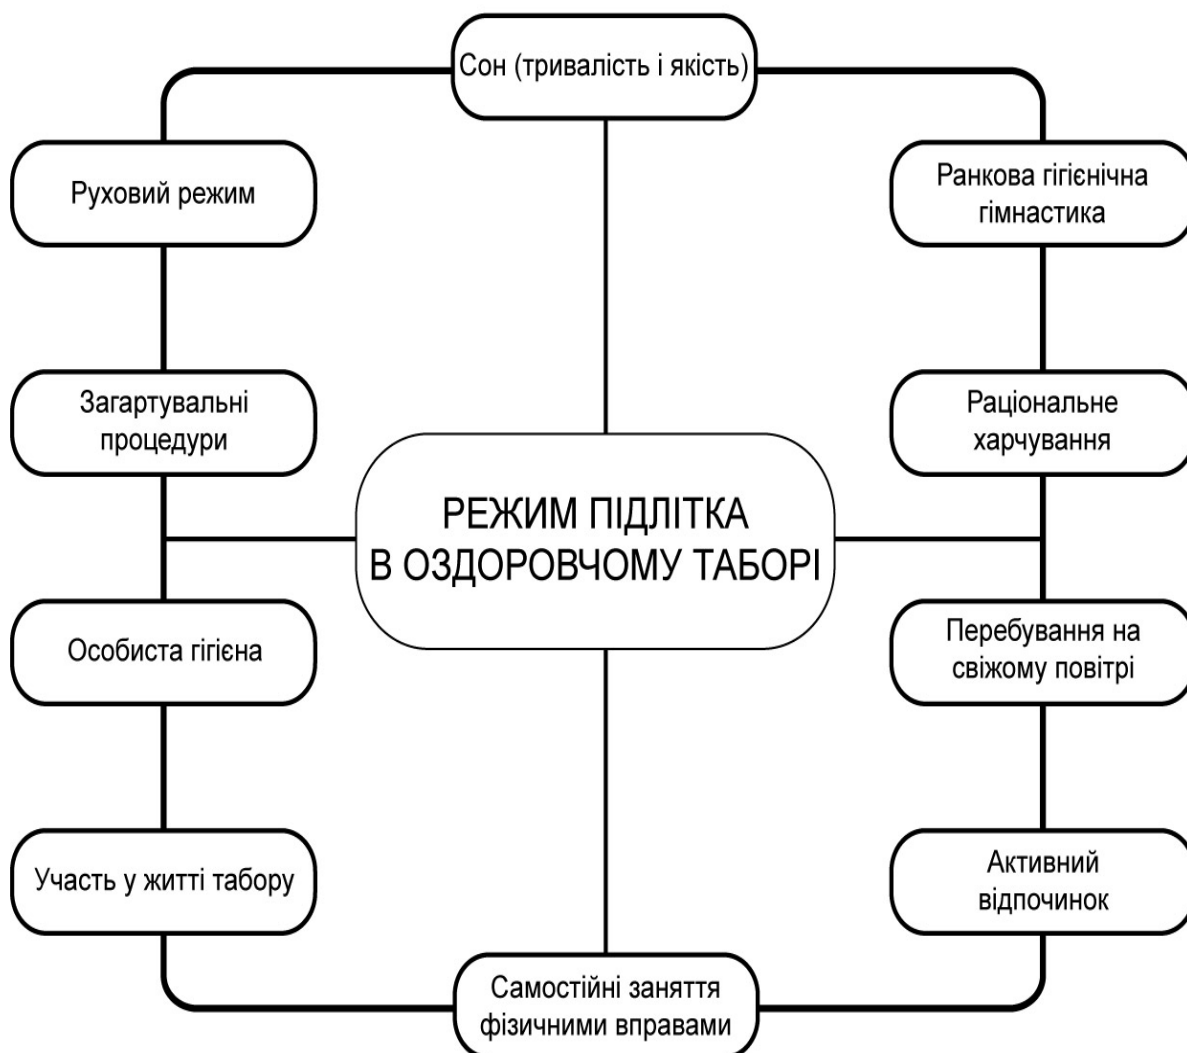 Сон (тривалість і якість)
Руховий режим
Ранкова гігієнічна
гімнастика
Загартувальні
процедури
Раціональне
харчування
РЕЖИМ ПІДЛІТКА
В ОЗДОРОВЧОМУ ТАБОРІ
Особиста гігієна
Перебування на
свіжому повітрі
Участь у житті табору
Активний
відпочинок
Самостійні заняття
фізичними вправами